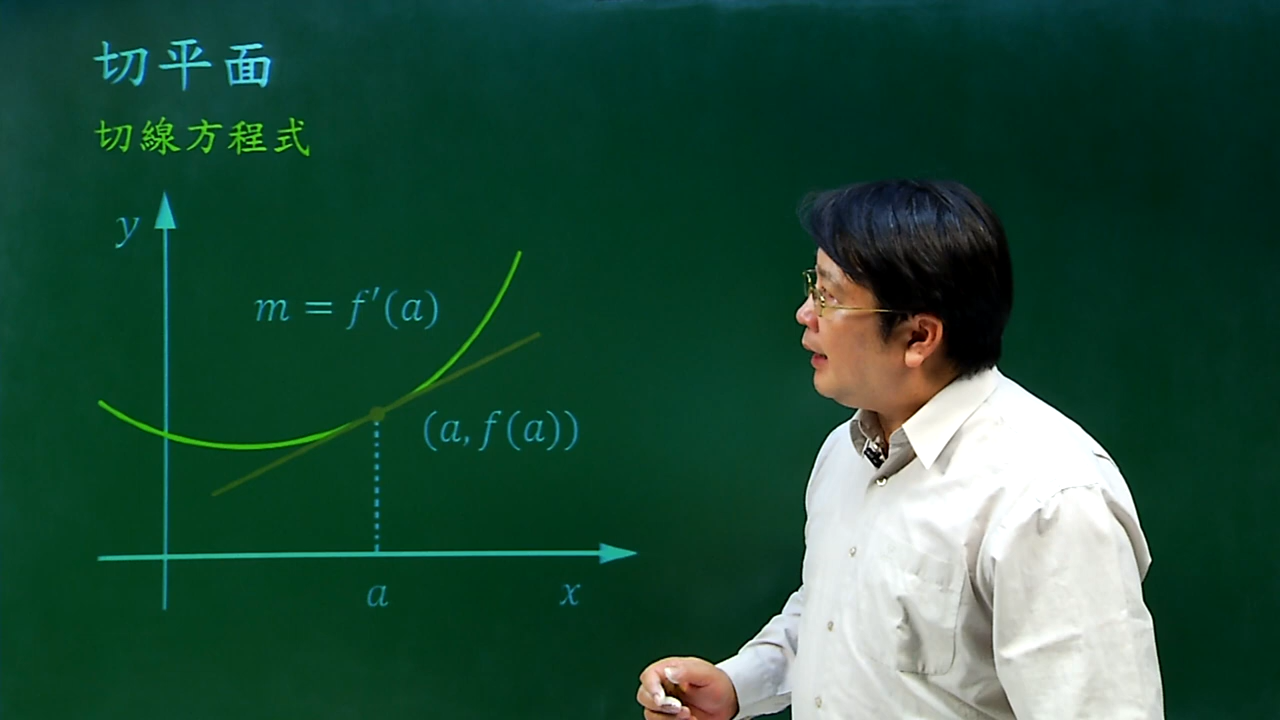 切平面
切線方程式
y
m = f′(a)
(a, f(a))
a
x